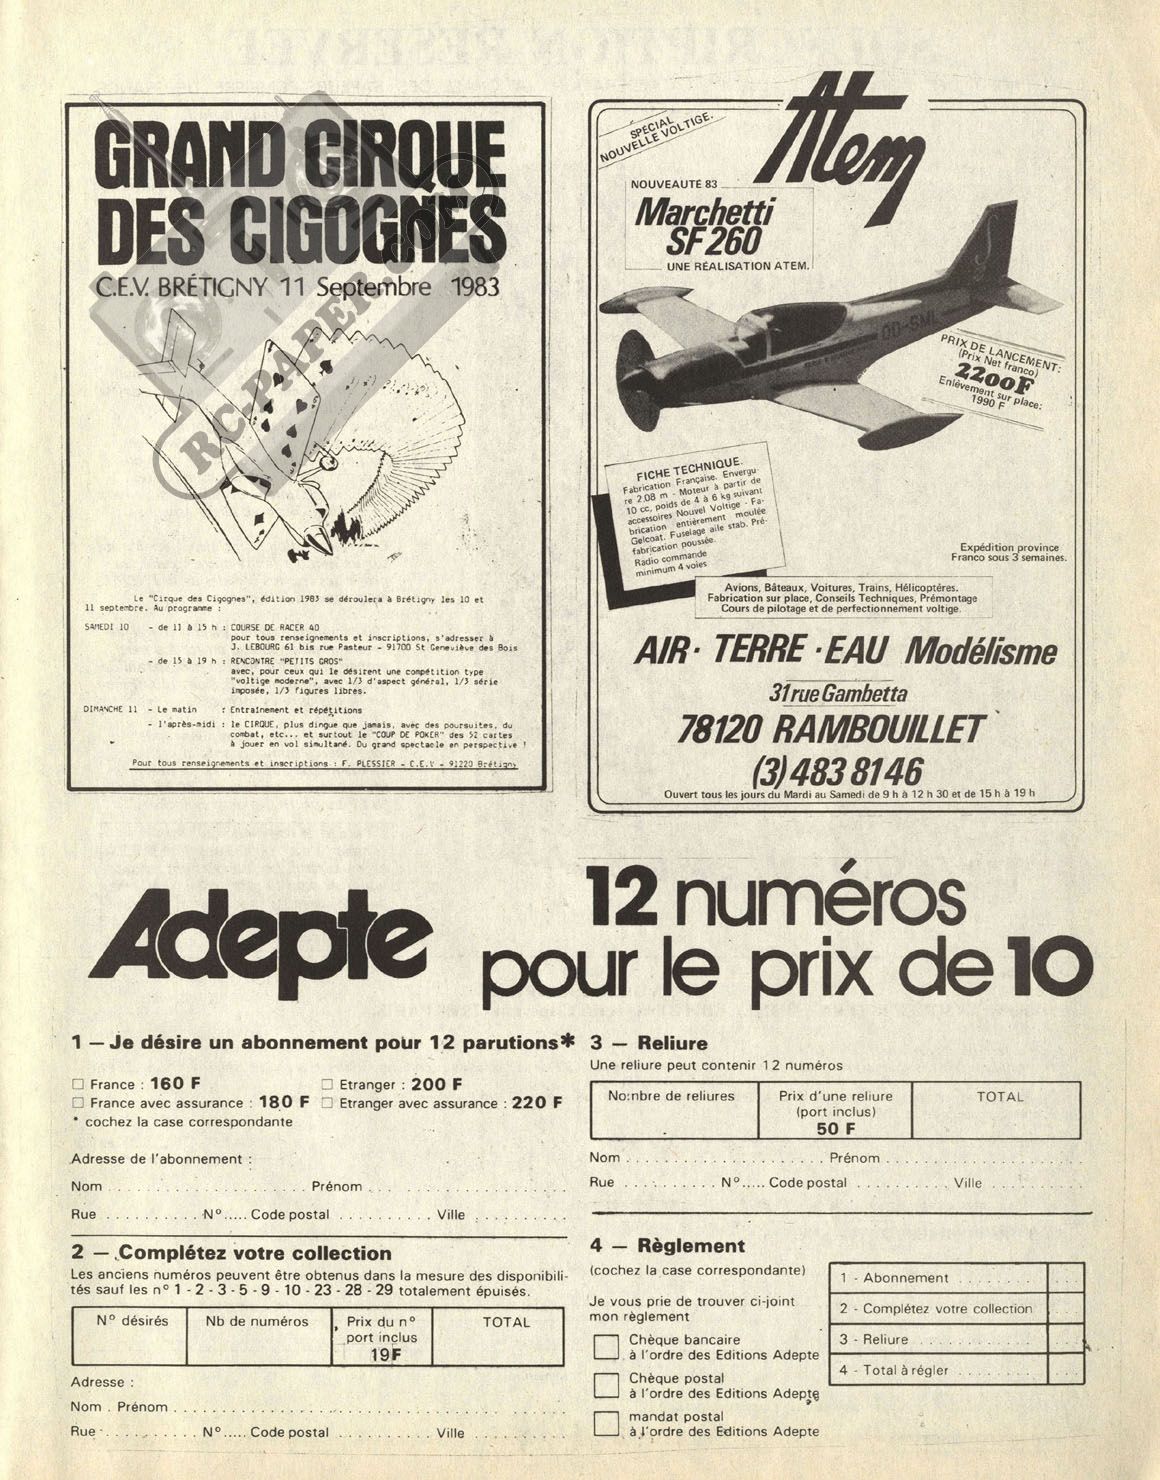 GRAND CIRQUE
DES CIGOGNES
C.E.V. BRÉTIGNY 11 Septembre 1983
RC-PAPER.com
Le "Cirque des Cigognes", édition 1983 se déroulera à Brétigny les 10 et
11 septembre. Au programme :
SAMEDI 10 - de 11 à 15 h : COURSE DE RACER 40
pour tous renseignements et inscriptions, s'adresser à
J. LEBOURG 61 bis rue Pasteur - 91700 St Geneviève des Bois
- de 15 à 19 h : RENCONTRE "PETITS GROS"
avec, pour ceux qui le désirent une compétition type
"voltige moderne", avec 1/3 d'aspect général, 1/3 série
imposée, 1/3 figures libres.
DIMANCHE 11 - Le matin : Entraînement et répétitions
- l'après-midi : le CIRQUE, plus dingue que jamais, avec des poursuites, du
combat, etc... et surtout le "COUP DE POKER" des 52 cartes
à jouer en vol simultané. Du grand spectacle en perspective !
Pour tous renseignements et inscriptions : F. PLESSIER - C.E.V - 91220 Brétigny
SPÉCIAL
NOUVELLE VOLTIGE.
Atem
NOUVEAUTÉ 83
Marchetti
SF 260
UNE RÉALISATION ATEM.
OO-SML
PRIX DE LANCEMENT:
(Prix Net franco)
2200F
Enlèvement sur place:
1990 F
FICHE TECHNIQUE.
Fabrication Française. Envergu
re 2,08 m - Moteur à partir de
10 cc, poids de 4 à 6 kg suivant
accessoires Nouvel Voltige - Fa-
brication entièrement moulée
Gelcoat. Fuselage aile stab. Pré-
fabrication poussée.
Radio commande
minimum 4 voies
Expédition province
Franco sous 3 semaines.
Avions, Bâteaux, Voitures, Trains, Hélicoptères.
Fabrication sur place, Conseils Techniques, Prémontage
Cours de pilotage et de perfectionnement voltige.
AIR · TERRE · EAU Modélisme
31 rue Gambetta
78120 RAMBOUILLET
(3) 483 81 46
Ouvert tous les jours du Mardi au Samedi de 9 h à 12 h 30 et de 15 h à 19 h
Adepte
12 numéros
pour le prix de 10
1 — Je désire un abonnement pour 12 parutions*
France : 160 F Etranger : 200 F
France avec assurance : 180 F Etranger avec assurance : 220 F
* cochez la case correspondante
Adresse de l'abonnement :
Nom . . . . . . . . . . Prénom . . . . . . . . . .
Rue . . . . . . . . . . N° ..... Code postal . . . . . . . . . . Ville . . . . . . . . . .
2 — Complétez votre collection
Les anciens numéros peuvent être obtenus dans la mesure des disponibili-
tés sauf les n° 1 - 2 - 3 - 5 - 9 - 10 - 23 - 28 - 29 totalement épuisés.
N° désirés Nb de numéros Prix du n° TOTAL
port inclus
19F
Adresse :
Nom . Prénom . . . . . . . . . .
Rue . . . . . . . . . . N° ..... Code postal . . . . . . . . . . Ville . . . . . . . . . .
3 — Reliure
Une reliure peut contenir 12 numéros
Nombre de reliures Prix d'une reliure TOTAL
(port inclus)
50 F
Nom . . . . . . . . . . Prénom . . . . . . . . . .
Rue . . . . . . . . . . N° ..... Code postal . . . . . . . . . . Ville . . . . . . . . . .
4 — Règlement
(cochez la case correspondante)
Je vous prie de trouver ci-joint
mon règlement
Chèque bancaire
à l'ordre des Editions Adepte
Chèque postal
à l'ordre des Editions Adepte
mandat postal
à l'ordre des Editions Adepte
1 - Abonnement . . . . . . . . . .
2 - Complétez votre collection
3 - Reliure . . . . . . . . . .
4 - Total à régler . . . . . . . . . .